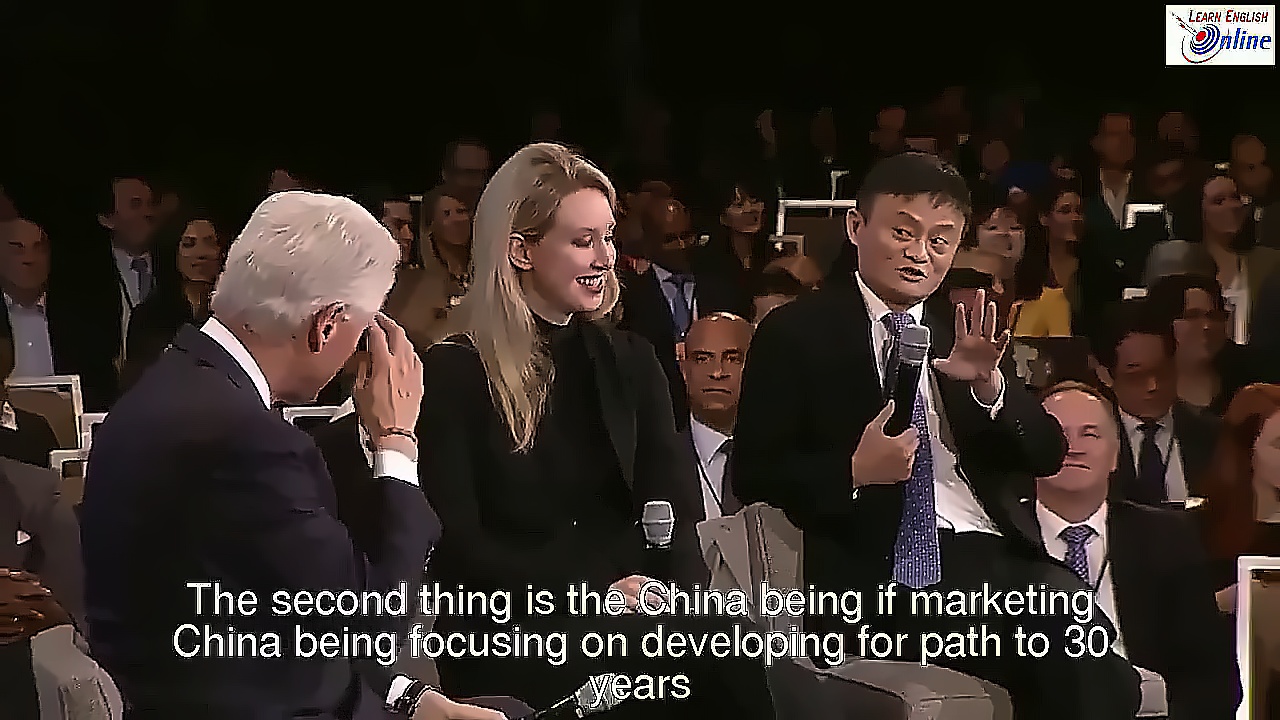 LEARN ENGLISH
Online
The second thing is the China being if marketing
China being focusing on developing for path to 30
years